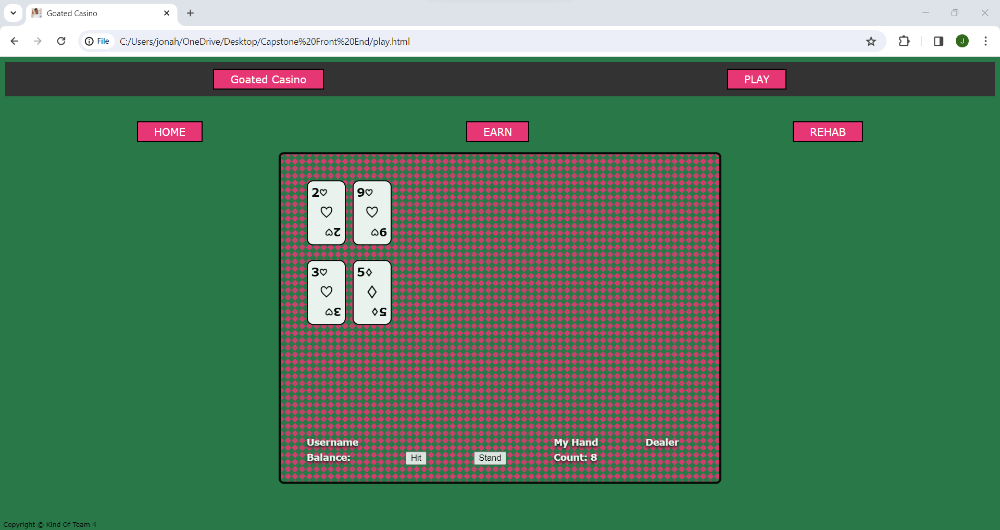 Goated Casino
File C:/Users/jonah/OneDrive/Desktop/Capstone%20Front%20End/play.html
J
Goated Casino PLAY
HOME EARN REHAB
2♡ 9♡
♡ ♡
2♡ 9♡
3♡ 5♢
♡ ♢
3♡ 5♢
Username My Hand Dealer
Balance: Hit Stand Count: 8
Copyright © Kind Of Team 4